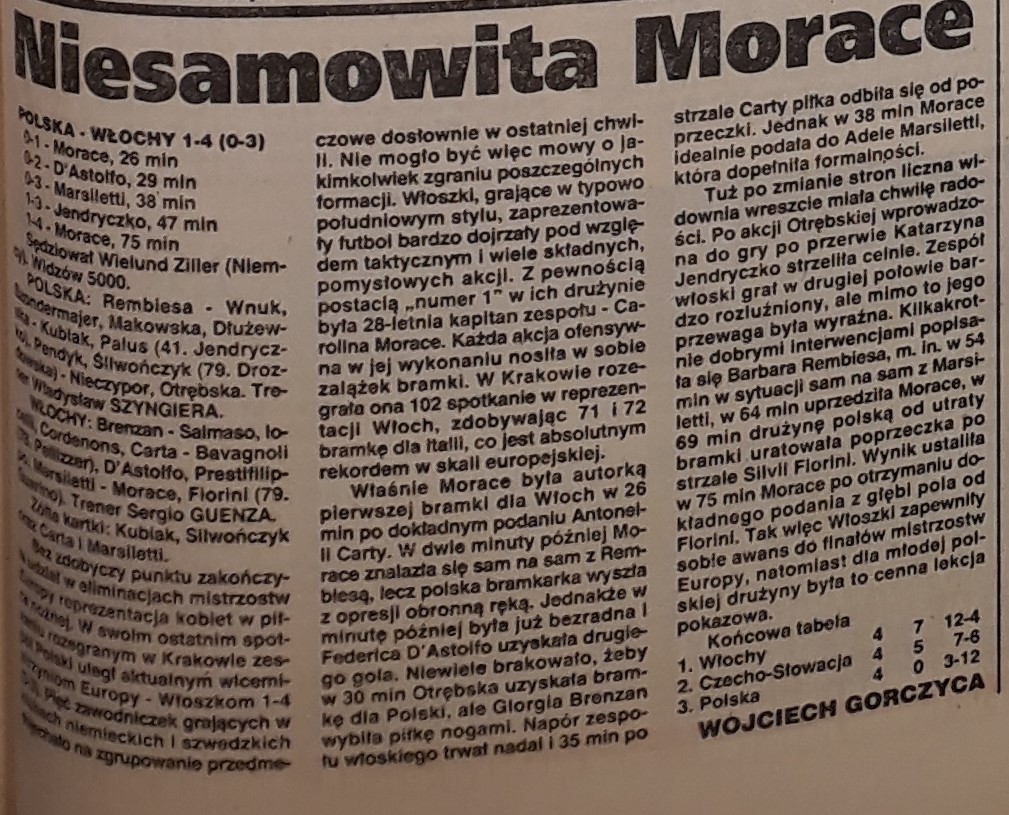 Niesamowita Morace
POLSKA - WŁOCHY 1-4 (0-3)
0-1 - Morace, 26 min
0-2 - D'Astolfo, 29 min
0-3 - Marsiletti, 38 min
1-3 - Jendryczko, 47 min
1-4 - Morace, 75 min
Sędziował Wielund Ziller (Niem-
cy). Widzów 5000.
POLSKA: Rembiesa - Wnuk,
Makowska, Dłużew-
- Kubiak, Palus (41. Jendrycz-
ko), Pendyk, Śliwończyk (79. Droz-
- Nieczypor, Otrębska. Tre-
ner Władysław SZYNGIERA.
WŁOCHY: Brenzan - Salmaso, Io-
Cordenons, Carta - Bavagnoli
Pellizzer), D'Astolfo, Prestifilip-
po, Marsiletti - Morace, Fiorini (79.
Trener Sergio GUENZA.
Żółte kartki: Kubiak, Silwończyk
oraz Carta i Marsiletti.
Bez zdobyczy punktu zakończy-
ła udział w eliminacjach mistrzostw
Europy reprezentacja kobiet w pił-
ce nożnej. W swoim ostatnim spot-
kaniu rozegranym w Krakowie zes-
pół Polski uległ aktualnym wicemi-
strzyniom Europy - Włoszkom 1-4
(0-3). Pięć zawodniczek grających w
klubach niemieckich i szwedzkich
przyjechało na zgrupowanie przedme-
czowe dosłownie w ostatniej chwi-
li. Nie mogło być więc mowy o ja-
kimkolwiek zgraniu poszczególnych
formacji. Włoszki, grające w typowo
południowym stylu, zaprezentowa-
ły futbol bardzo dojrzały pod wzglę-
dem taktycznym i wiele składnych,
pomysłowych akcji. Z pewnością
postacią „numer 1" w ich drużynie
była 28-letnia kapitan zespołu - Ca-
rolina Morace. Każda akcja ofensyw-
na w jej wykonaniu nosiła w sobie
zalążek bramki. W Krakowie roze-
grała ona 102 spotkanie w reprezen-
tacji Włoch, zdobywając 71 i 72
bramkę dla Italii, co jest absolutnym
rekordem w skali europejskiej.
Właśnie Morace była autorką
pierwszej bramki dla Włoch w 26
min po dokładnym podaniu Antonel-
li Carty. W dwie minuty później Mo-
race znalazła się sam na sam z Rem-
biesą, lecz polska bramkarka wyszła
z opresji obronną ręką. Jednakże w
minutę później była już bezradna i
Federica D'Astolfo uzyskała drugie-
go gola. Niewiele brakowało, żeby
w 30 min Otrębska uzyskała bram-
kę dla Polski, ale Giorgia Brenzan
wybiła piłkę nogami. Napór zespo-
łu włoskiego trwał nadal i 35 min po
strzale Carty piłka odbiła się od po-
przeczki. Jednak w 38 min Morace
idealnie podała do Adele Marsiletti,
która dopełniła formalności.
Tuż po zmianie stron liczna wi-
downia wreszcie miała chwilę rado-
ści. Po akcji Otrębskiej wprowadzo-
na do gry po przerwie Katarzyna
Jendryczko strzeliła celnie. Zespół
włoski grał w drugiej połowie bar-
dzo rozluźniony, ale mimo to jego
przewaga była wyraźna. Kilkakrot-
nie dobrymi interwencjami popisa-
ła się Barbara Rembiesa, m. in. w 54
min w sytuacji sam na sam z Marsi-
letti, w 64 min uprzedziła Morace, w
69 min drużynę polską od utraty
bramki uratowała poprzeczka po
strzale Silvii Fiorini. Wynik ustaliła
w 75 min Morace po otrzymaniu do-
kładnego podania z głębi pola od
Fiorini. Tak więc Włoszki zapewniły
sobie awans do finałów mistrzostw
Europy, natomiast dla młodej pol-
skiej drużyny była to cenna lekcja
pokazowa.
Końcowa tabela
1. Włochy 4 7 12-4
2. Czecho-Słowacja 4 5 7-6
3. Polska 4 0 3-12
WOJCIECH GORCZYCA